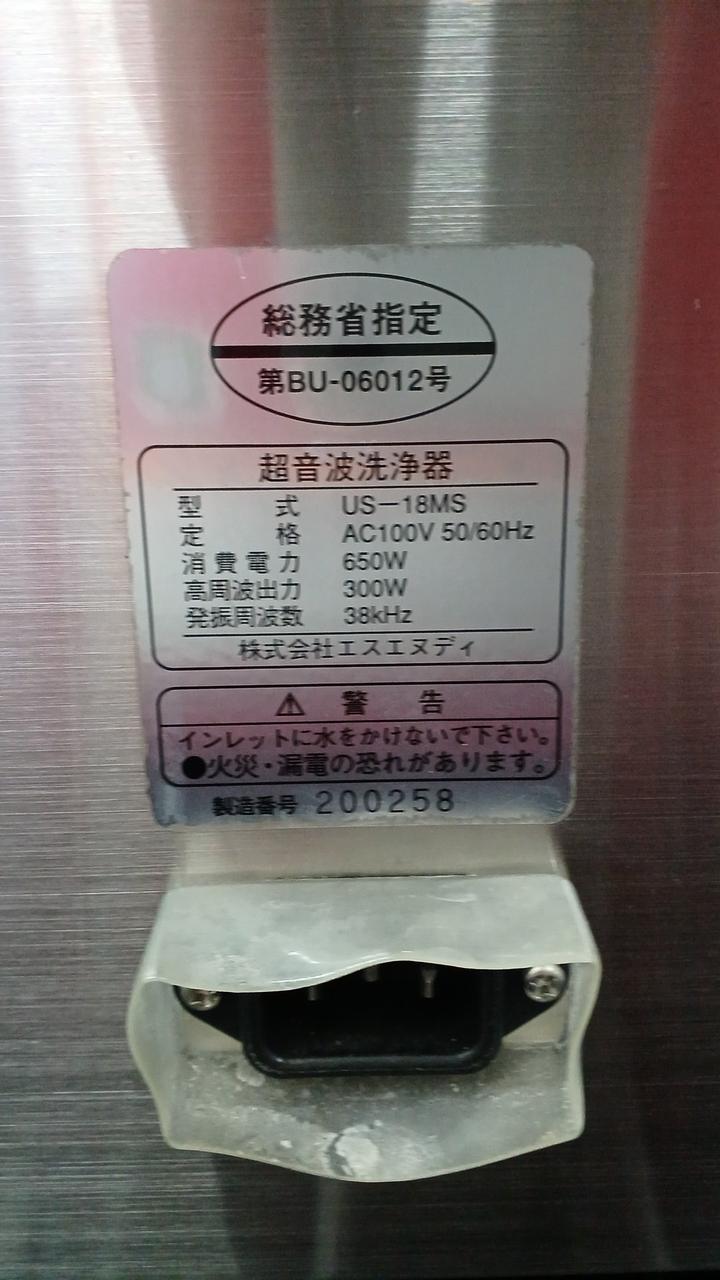 総務省指定
第BU-06012号
超音波洗浄器
型式 US-18MS
定格 AC100V 50/60Hz
消費電力 650W
高周波出力 300W
発振周波数 38kHz
株式会社エスエヌディ
⚠ 警告
インレットに水をかけないで下さい。
●火災・漏電の恐れがあります。
製造番号 200258